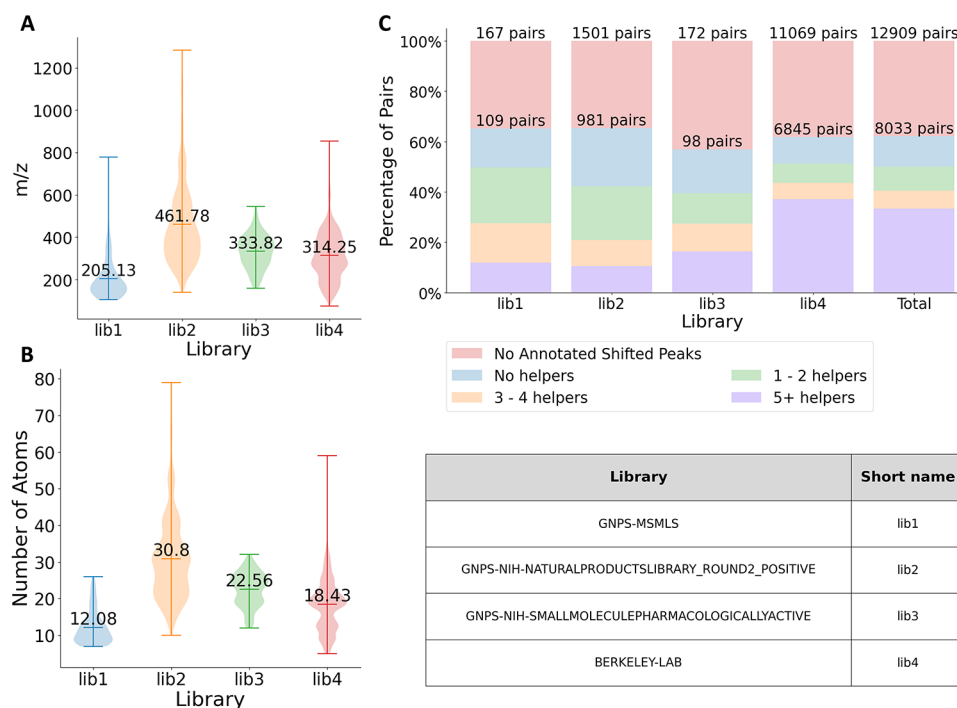 A
1200
1000
800
600
400
200
m/z
205.13
461.78
333.82
314.25
lib1 lib2 lib3 lib4
Library
B
80
70
60
50
40
30
20
10
Number of Atoms
12.08
30.8
22.56
18.43
lib1 lib2 lib3 lib4
Library
C
167 pairs 1501 pairs 172 pairs 11069 pairs 12909 pairs
100%
80%
60%
40%
20%
0%
Percentage of Pairs
109 pairs 981 pairs 98 pairs 6845 pairs 8033 pairs
lib1 lib2 lib3 lib4 Total
Library
No Annotated Shifted Peaks
No helpers 1 - 2 helpers
3 - 4 helpers 5+ helpers
Library Short name
GNPS-MSMLS lib1
GNPS-NIH-NATURALPRODUCTSLIBRARY_ROUND2_POSITIVE lib2
GNPS-NIH-SMALLMOLECULEPHARMACOLOGICALLYACTIVE lib3
BERKELEY-LAB lib4